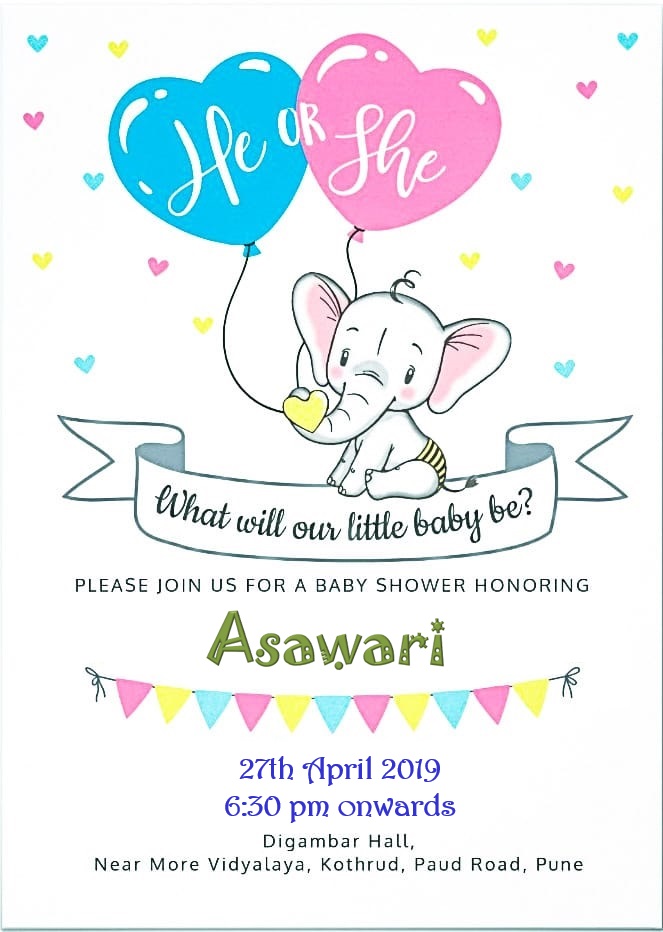 He OR She
What will our little baby be?
PLEASE JOIN US FOR A BABY SHOWER HONORING
Asawari
27th April 2019
6:30 pm onwards
Digambar Hall,
Near More Vidyalaya, Kothrud, Paud Road, Pune